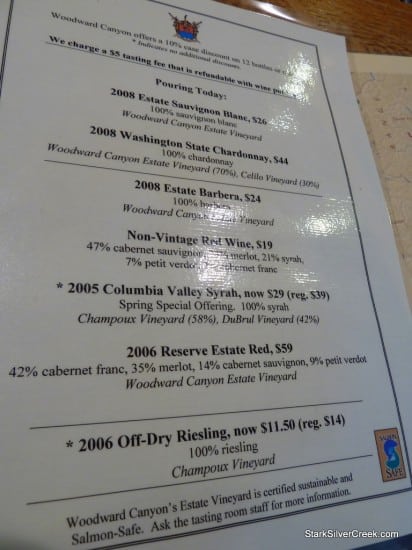 Woodward Canyon offers a 10% case discount on 12 bottles or
* Indicates no additional discounts.
We charge a $5 tasting fee that is refundable with wine
Pouring Today:
2008 Estate Sauvignon Blanc, $26
100% sauvignon blanc
Woodward Canyon Estate Vineyard
2008 Washington State Chardonnay, $44
100% chardonnay
Woodward Canyon Estate Vineyard (70%), Celilo Vineyard (30%)
2008 Estate Barbera, $24
100% barbera
Woodward Canyon Estate Vineyard
Non-Vintage Red Wine, $19
47% cabernet sauvignon, merlot, 21% syrah,
7% petit verdot, cabernet franc
* 2005 Columbia Valley Syrah, now $29 (reg. $39)
Spring Special Offering. 100% syrah
Champoux Vineyard (58%), DuBrul Vineyard (42%)
2006 Reserve Estate Red, $59
42% cabernet franc, 35% merlot, 14% cabernet sauvignon, 9% petit verdot
Woodward Canyon Estate Vineyard
* 2006 Off-Dry Riesling, now $11.50 (reg. $14)
100% riesling
Champoux Vineyard
SALMON
SAFE
Woodward Canyon's Estate Vineyard is certified sustainable and
Salmon-Safe. Ask the tasting room staff for more information.
StarkSilverCreek.com